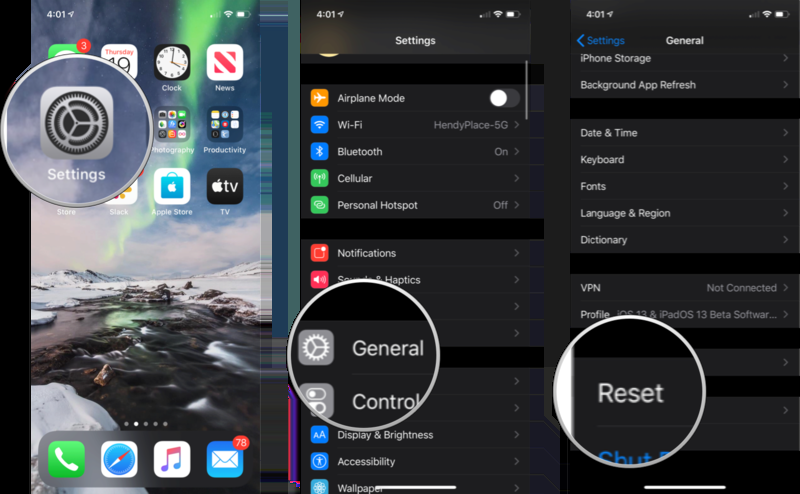 4:01
3
Thursday
19
Clock
News
Settings
Photography
Productivity
Store
Slack
Apple Store
tv
TV
78
4:01
Settings
Airplane Mode
Wi-Fi HendyPlace-5G
Bluetooth On
Cellular
Personal Hotspot Off
Notifications
Sounds & Haptics
General
Control
AA Display & Brightness
Accessibility
Wallpaper
4:01
Settings General
iPhone Storage
Background App Refresh
Date & Time
Keyboard
Fonts
Language & Region
Dictionary
VPN Not Connected
Profile iOS 13 & iPadOS 13 Beta Softwar...
Reset
Shut